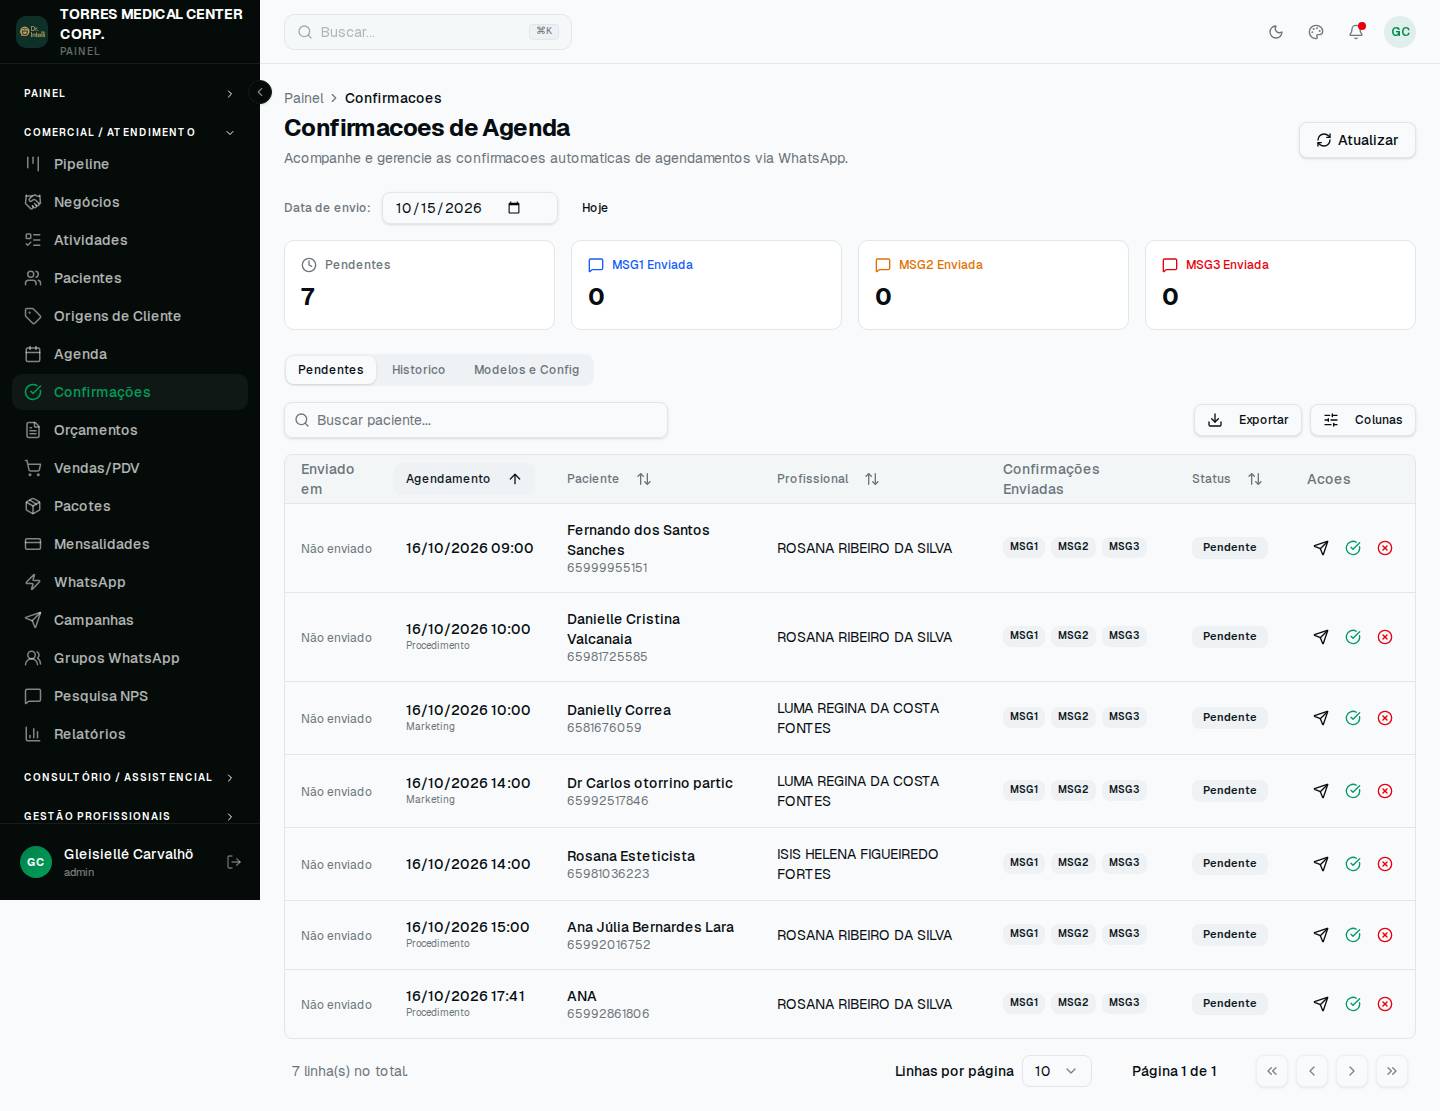 TORRES MEDICAL CENTER
CORP.
PAINEL
PAINEL
COMERCIAL / ATENDIMENTO
Pipeline
Negócios
Atividades
Pacientes
Origens de Cliente
Agenda
Confirmações
Orçamentos
Vendas/PDV
Pacotes
Mensalidades
WhatsApp
Campanhas
Grupos WhatsApp
Pesquisa NPS
Relatórios
CONSULTÓRIO / ASSISTENCIAL
GESTÃO PROFISSIONAIS
GC
Gleisiellé Carvalhö
admin
Buscar...
⌘K
GC
Painel > Confirmacoes
Confirmacoes de Agenda
Acompanhe e gerencie as confirmacoes automaticas de agendamentos via WhatsApp.
Atualizar
Data de envio: 10/15/2026 Hoje
Pendentes
7
MSG1 Enviada
0
MSG2 Enviada
0
MSG3 Enviada
0
Pendentes Historico Modelos e Config
Buscar paciente...
Exportar Colunas
Enviado em Agendamento Paciente Profissional Confirmações Enviadas Status Acoes
Não enviado 16/10/2026 09:00 Fernando dos Santos Sanches 65999955151 ROSANA RIBEIRO DA SILVA MSG1 MSG2 MSG3 Pendente
Não enviado 16/10/2026 10:00 Procedimento Danielle Cristina Valcanaia 65981725585 ROSANA RIBEIRO DA SILVA MSG1 MSG2 MSG3 Pendente
Não enviado 16/10/2026 10:00 Marketing Danielly Correa 6581676059 LUMA REGINA DA COSTA FONTES MSG1 MSG2 MSG3 Pendente
Não enviado 16/10/2026 14:00 Marketing Dr Carlos otorrino partic 65992517846 LUMA REGINA DA COSTA FONTES MSG1 MSG2 MSG3 Pendente
Não enviado 16/10/2026 14:00 Rosana Esteticista 65981036223 ISIS HELENA FIGUEIREDO FORTES MSG1 MSG2 MSG3 Pendente
Não enviado 16/10/2026 15:00 Procedimento Ana Júlia Bernardes Lara 65992016752 ROSANA RIBEIRO DA SILVA MSG1 MSG2 MSG3 Pendente
Não enviado 16/10/2026 17:41 Procedimento ANA 65992861806 ROSANA RIBEIRO DA SILVA MSG1 MSG2 MSG3 Pendente
7 linha(s) no total.
Linhas por página 10 Página 1 de 1